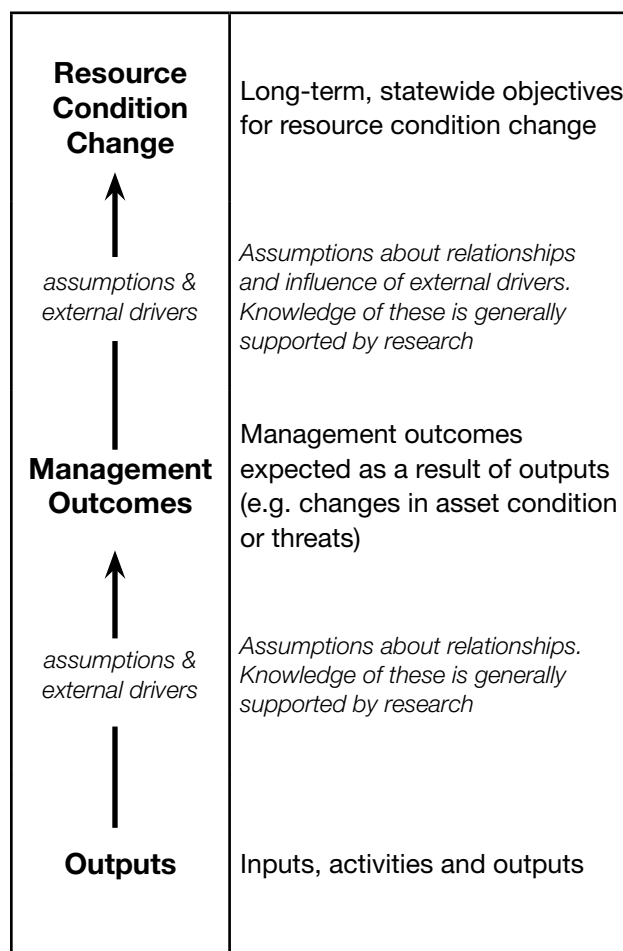 Resource
Condition
Change
Long-term, statewide objectives
for resource condition change
assumptions &
external drivers
Assumptions about relationships
and influence of external drivers.
Knowledge of these is generally
supported by research
Management
Outcomes
Management outcomes
expected as a result of outputs
(e.g. changes in asset condition
or threats)
assumptions &
external drivers
Assumptions about relationships.
Knowledge of these is generally
supported by research
Outputs
Inputs, activities and outputs